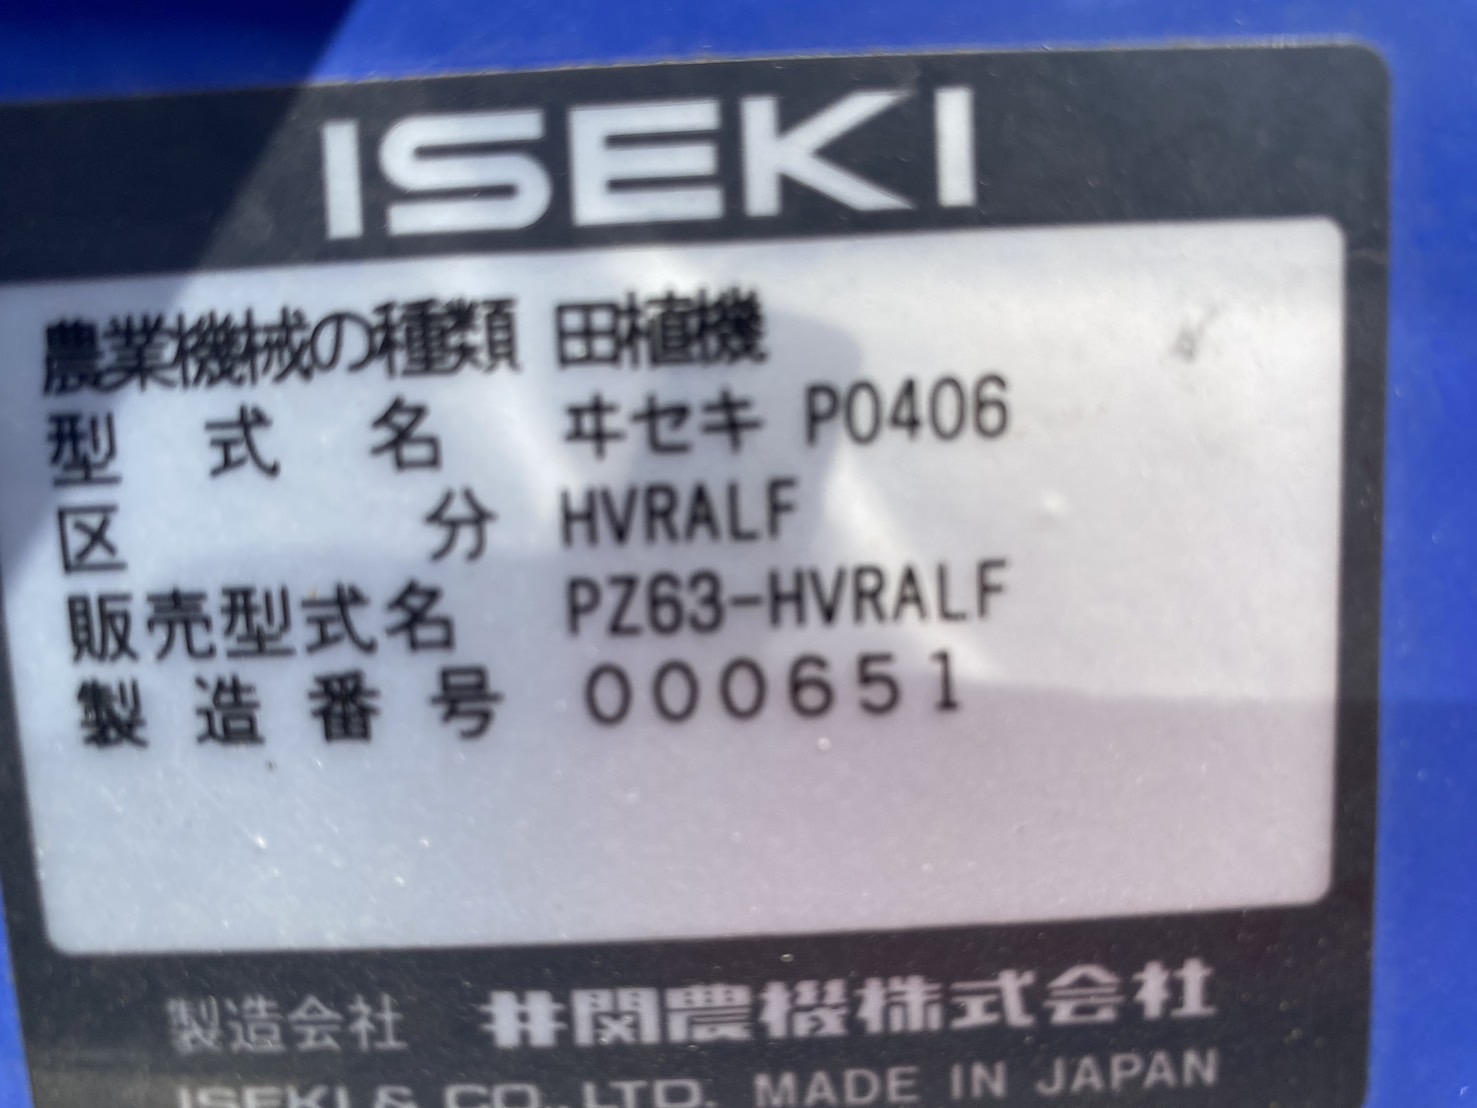 ISEKI
農業機械の種類 田植機
型式名 ヰセキ P0406
区分 HVRALF
販売型式名 PZ63-HVRALF
製造番号 000651
製造会社 井関農機株式会社
ISEKI & CO., LTD. MADE IN JAPAN